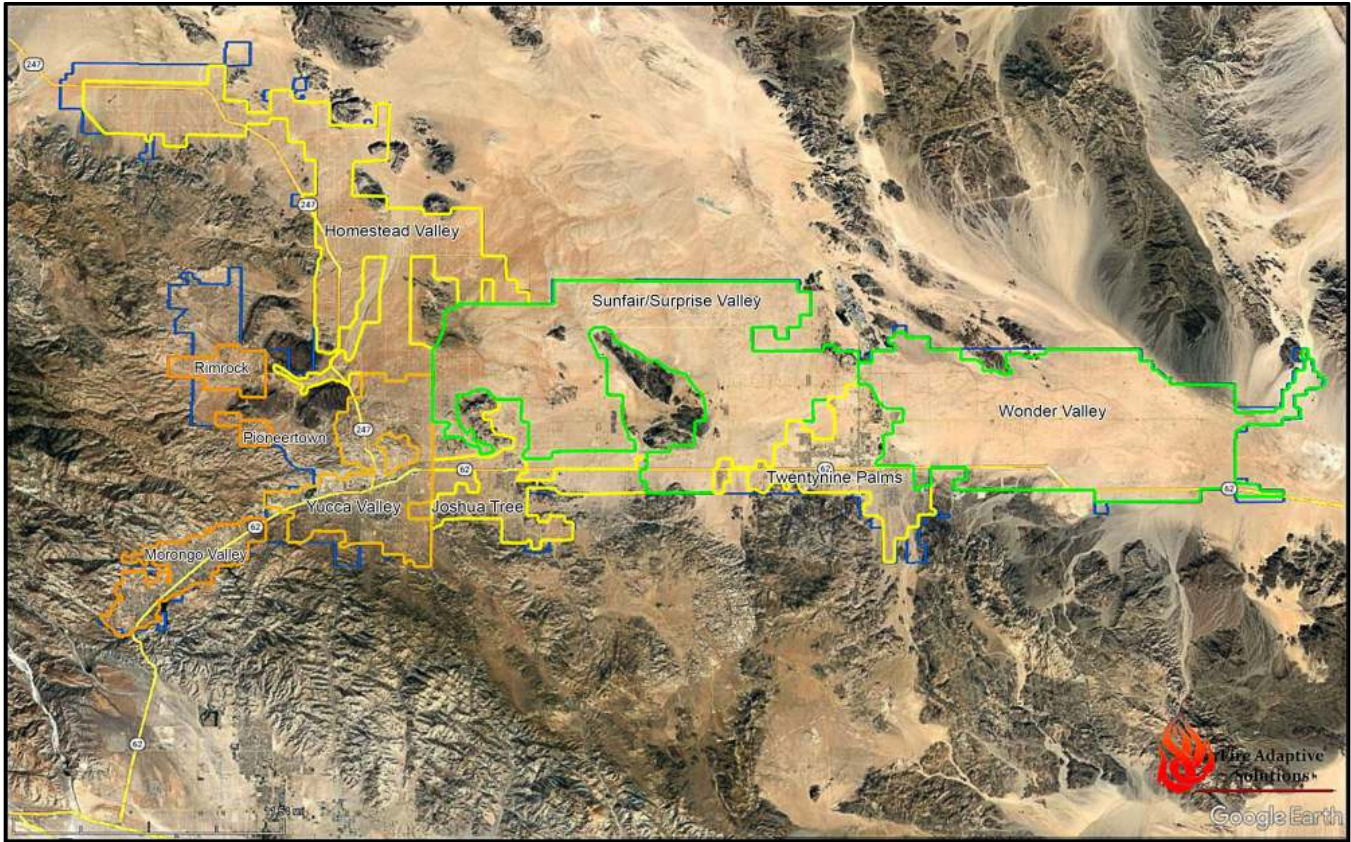 247
247
Homestead Valley
Sunfair/Surprise Valley
Rimrock
Wonder Valley
Pioneertown
247
62
62
Twentynine Palms
62
Yucca Valley
Joshua Tree
62
Morongo Valley
62
Fire Adaptive
Solutions
Google Earth